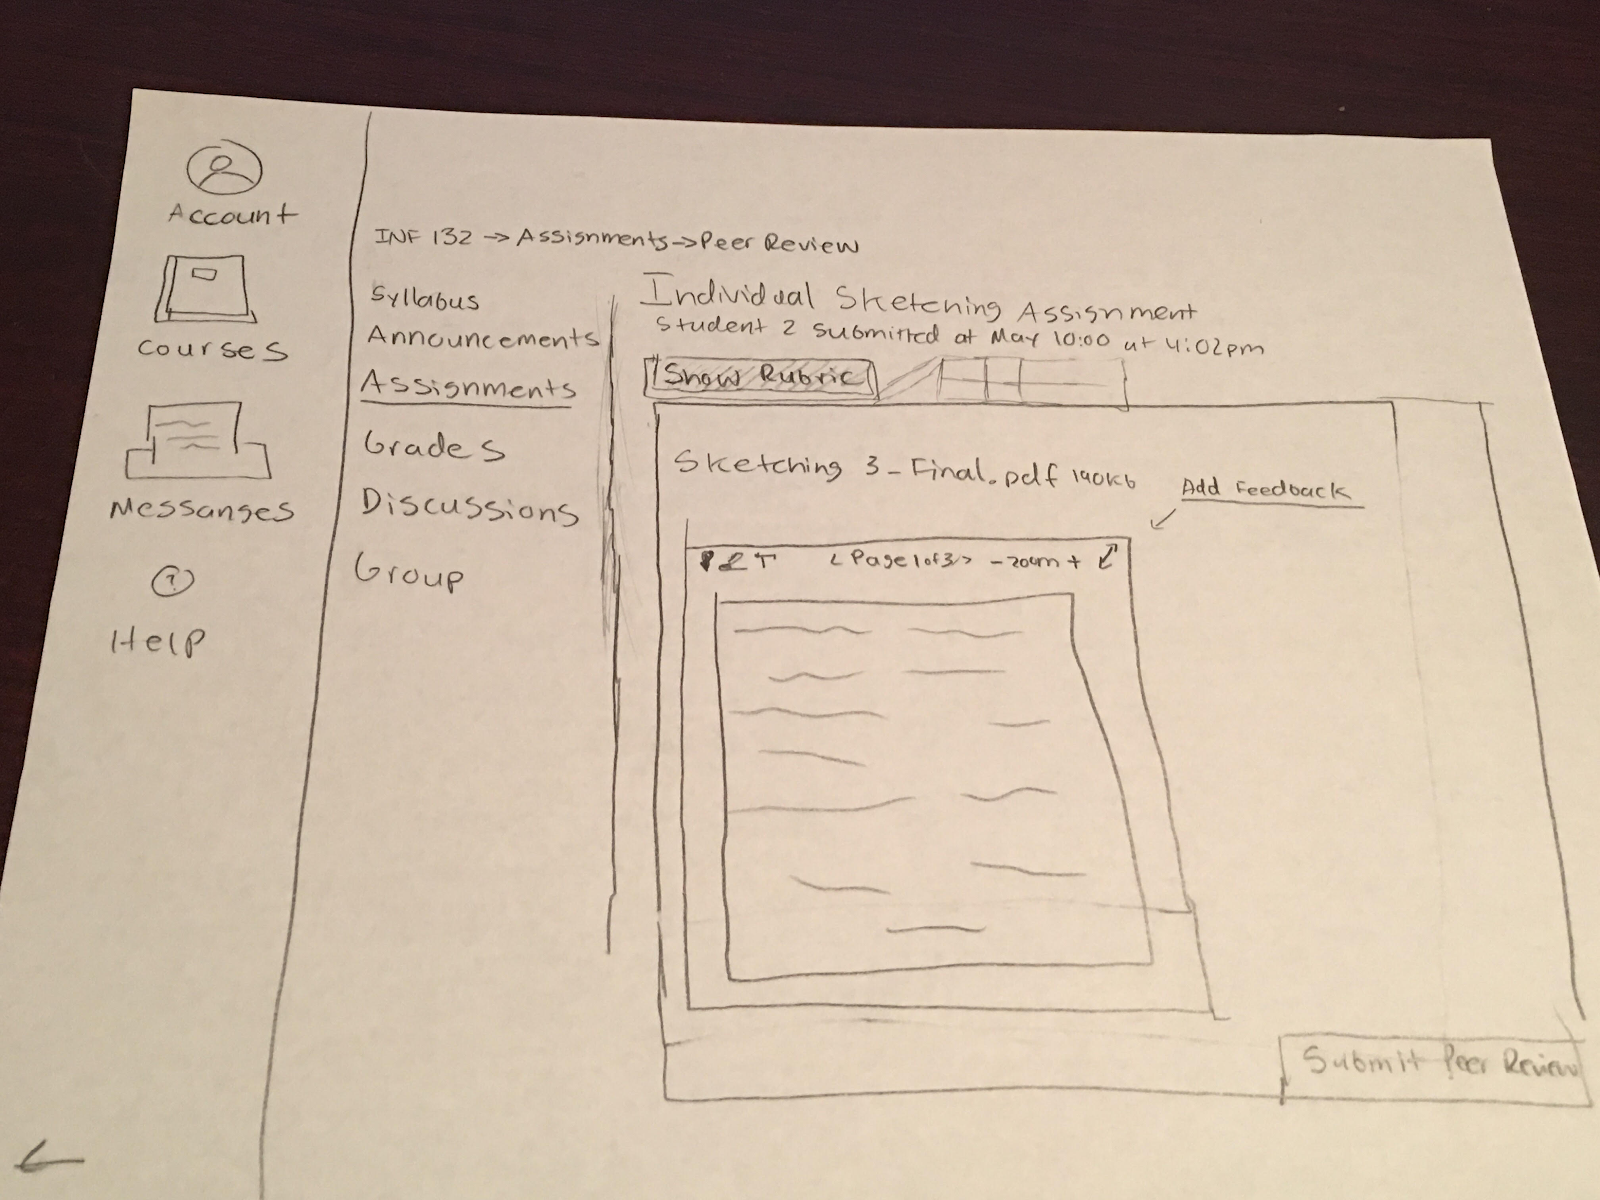 Account
Courses
Messanges
?
Help
INF 132 -> Assignments -> Peer Review
Syllabus
Announcements
Assignments
Grades
Discussions
Group
Individual Sketching Assignment
Student 2 submitted at May 10:00 at 4:02pm
Show Rubric
Sketching 3 - Final.pdf 190kb
Add Feedback
T < Page 1 of 3 > - zoom +
Submit Peer Review